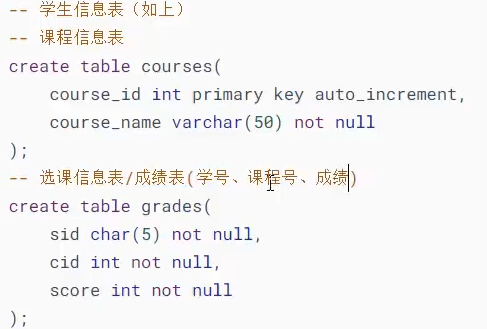 -- 学生信息表（如上）
-- 课程信息表
create table courses(
    course_id int primary key auto_increment,
    course_name varchar(50) not null
);
-- 选课信息表/成绩表(学号、课程号、成绩)
create table grades(
    sid char(5) not null,
    cid int not null,
    score int not null
);